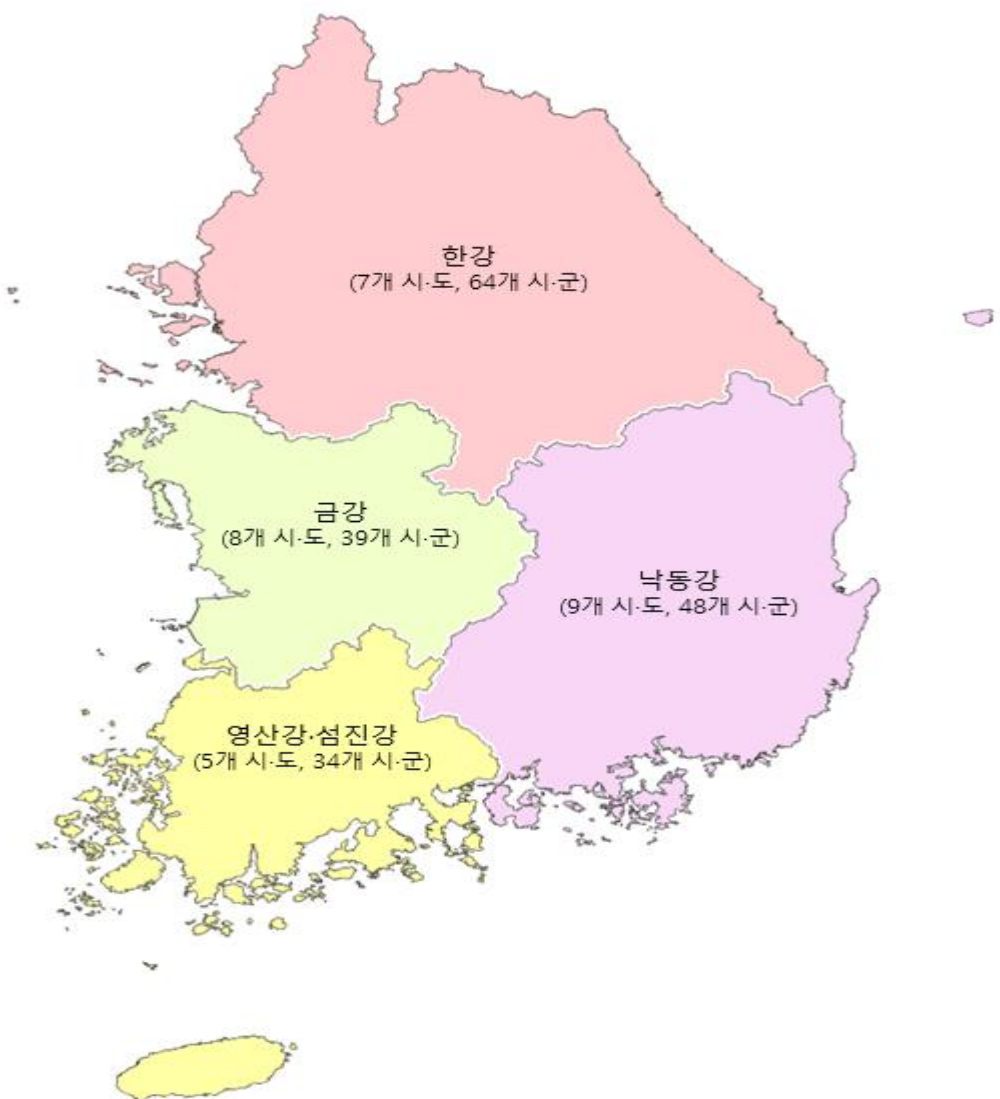 한강
(7개 시·도, 64개 시·군)
금강
(8개 시·도, 39개 시·군)
낙동강
(9개 시·도, 48개 시·군)
영산강·섬진강
(5개 시·도, 34개 시·군)